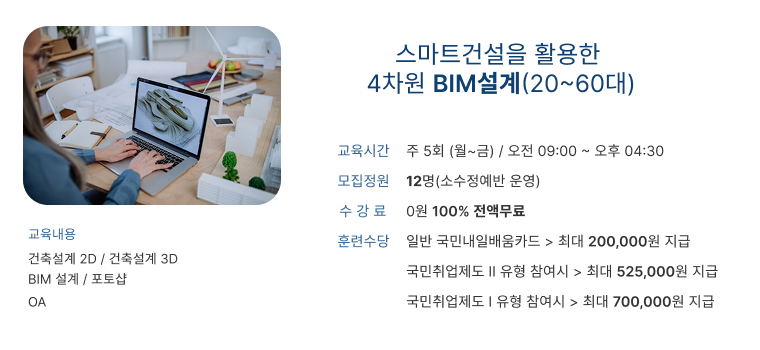 스마트건설을 활용한
4차원 BIM설계(20~60대)
교육시간 주 5회 (월~금) / 오전 09:00 ~ 오후 04:30
모집정원 12명(소수정예반 운영)
수 강 료 0원 100% 전액무료
훈련수당 일반 국민내일배움카드 > 최대 200,000원 지급
국민취업제도 II 유형 참여시 > 최대 525,000원 지급
국민취업제도 I 유형 참여시 > 최대 700,000원 지급
교육내용
건축설계 2D / 건축설계 3D
BIM 설계 / 포토샵
OA